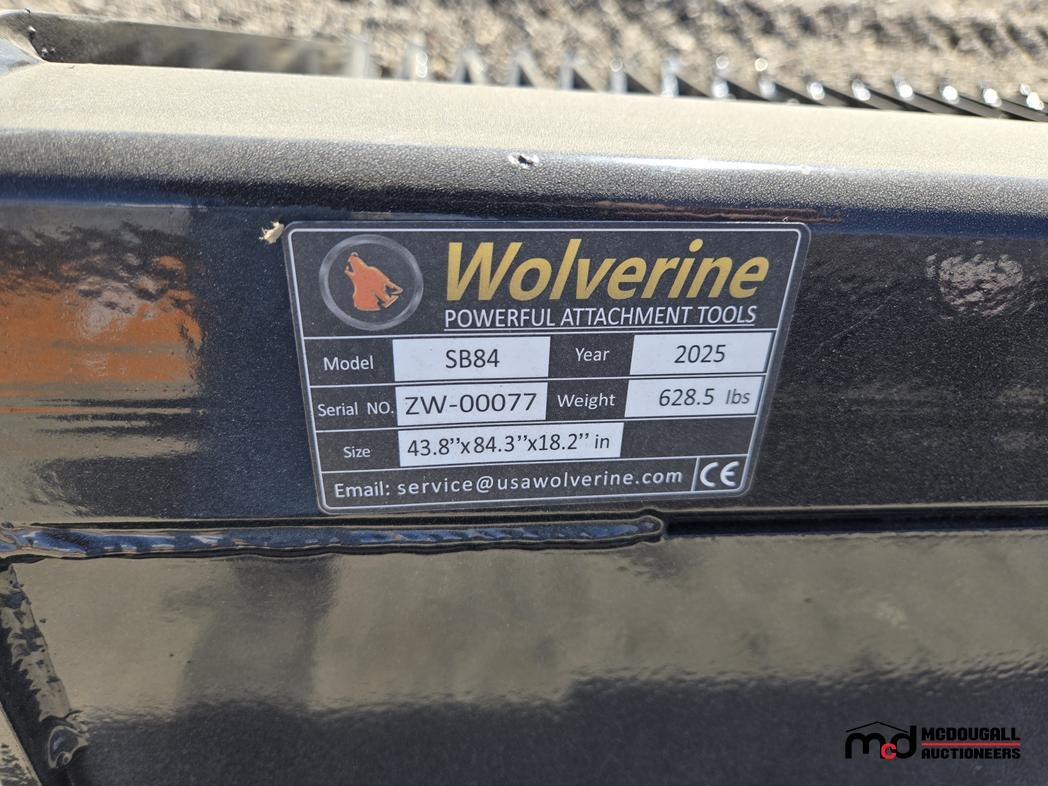 Wolverine
POWERFUL ATTACHMENT TOOLS
Model SB84 Year 2025
Serial NO. ZW-00077 Weight 628.5 lbs
Size 43.8’’x84.3’’x18.2’’ in
Email: service@usawolverine.com CE
mcd MCDOUGALL
AUCTIONEERS